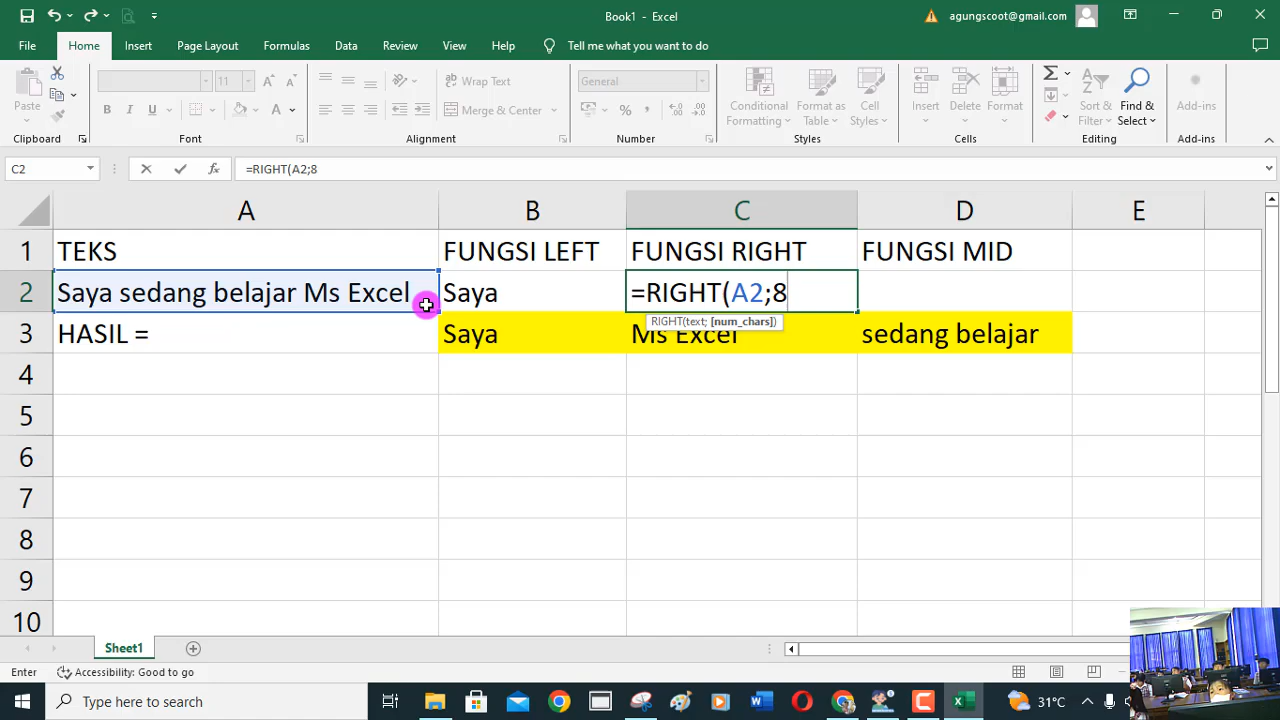 Book1 - Excel
agungscoot@gmail.com
File Home Insert Page Layout Formulas Data Review View Help Tell me what you want to do
Paste
11
B I U A
Wrap Text
Merge & Center
General
%
Conditional Formatting
Format as Table
Cell Styles
Insert
Delete
Format
Sort & Filter
Find & Select
Add-ins
Clipboard Font Alignment Number Styles Cells Editing Add-ins
C2 fx =RIGHT(A2;8
A B C D E
1 TEKS FUNGSI LEFT FUNGSI RIGHT FUNGSI MID
2 Saya sedang belajar Ms Excel Saya =RIGHT(A2;8
RIGHT(text; [num_chars])
3 HASIL = Saya Ms Excel sedang belajar
4
5
6
7
8
9
10
Sheet1
Enter Accessibility: Good to go
Type here to search 31°C